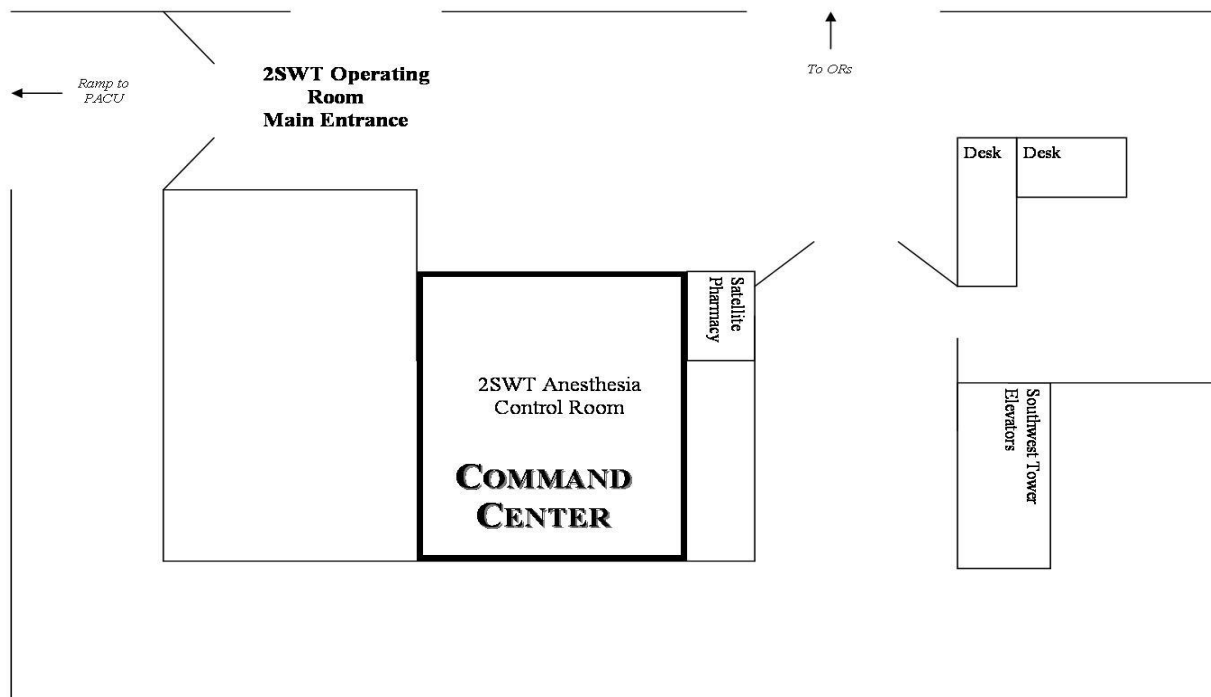 Ramp to
PACU
2SWT Operating
Room
Main Entrance
To ORs
Desk
Desk
Satellite
Pharmacy
2SWT Anesthesia
Control Room
COMMAND
CENTER
Southwest Tower
Elevators